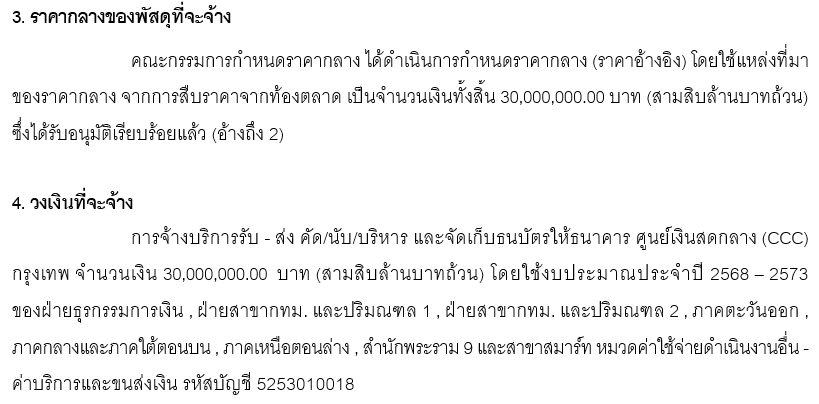 3. ราคากลางของพัสดุที่จะจ้าง
คณะกรรมการกำหนดราคากลาง ได้ดำเนินการกำหนดราคากลาง (ราคาอ้างอิง) โดยใช้แหล่งที่มา
ของราคากลาง จากการสืบราคาจากท้องตลาด เป็นจำนวนเงินทั้งสิ้น 30,000,000.00 บาท (สามสิบล้านบาทถ้วน)
ซึ่งได้รับอนุมัติเรียบร้อยแล้ว (อ้างถึง 2)
4. วงเงินที่จะจ้าง
การจ้างบริการรับ - ส่ง คัด/นับ/บริหาร และจัดเก็บธนบัตรให้ธนาคาร ศูนย์เงินสดกลาง (CCC)
กรุงเทพ จำนวนเงิน 30,000,000.00 บาท (สามสิบล้านบาทถ้วน) โดยใช้งบประมาณประจำปี 2568 – 2573
ของฝ่ายธุรกรรมการเงิน , ฝ่ายสาขากทม. และปริมณฑล 1 , ฝ่ายสาขากทม. และปริมณฑล 2 , ภาคตะวันออก ,
ภาคกลางและภาคใต้ตอนบน , ภาคเหนือตอนล่าง , สำนักพระราม 9 และสาขาสมาร์ท หมวดค่าใช้จ่ายดำเนินงานอื่น -
ค่าบริการและขนส่งเงิน รหัสบัญชี 5253010018